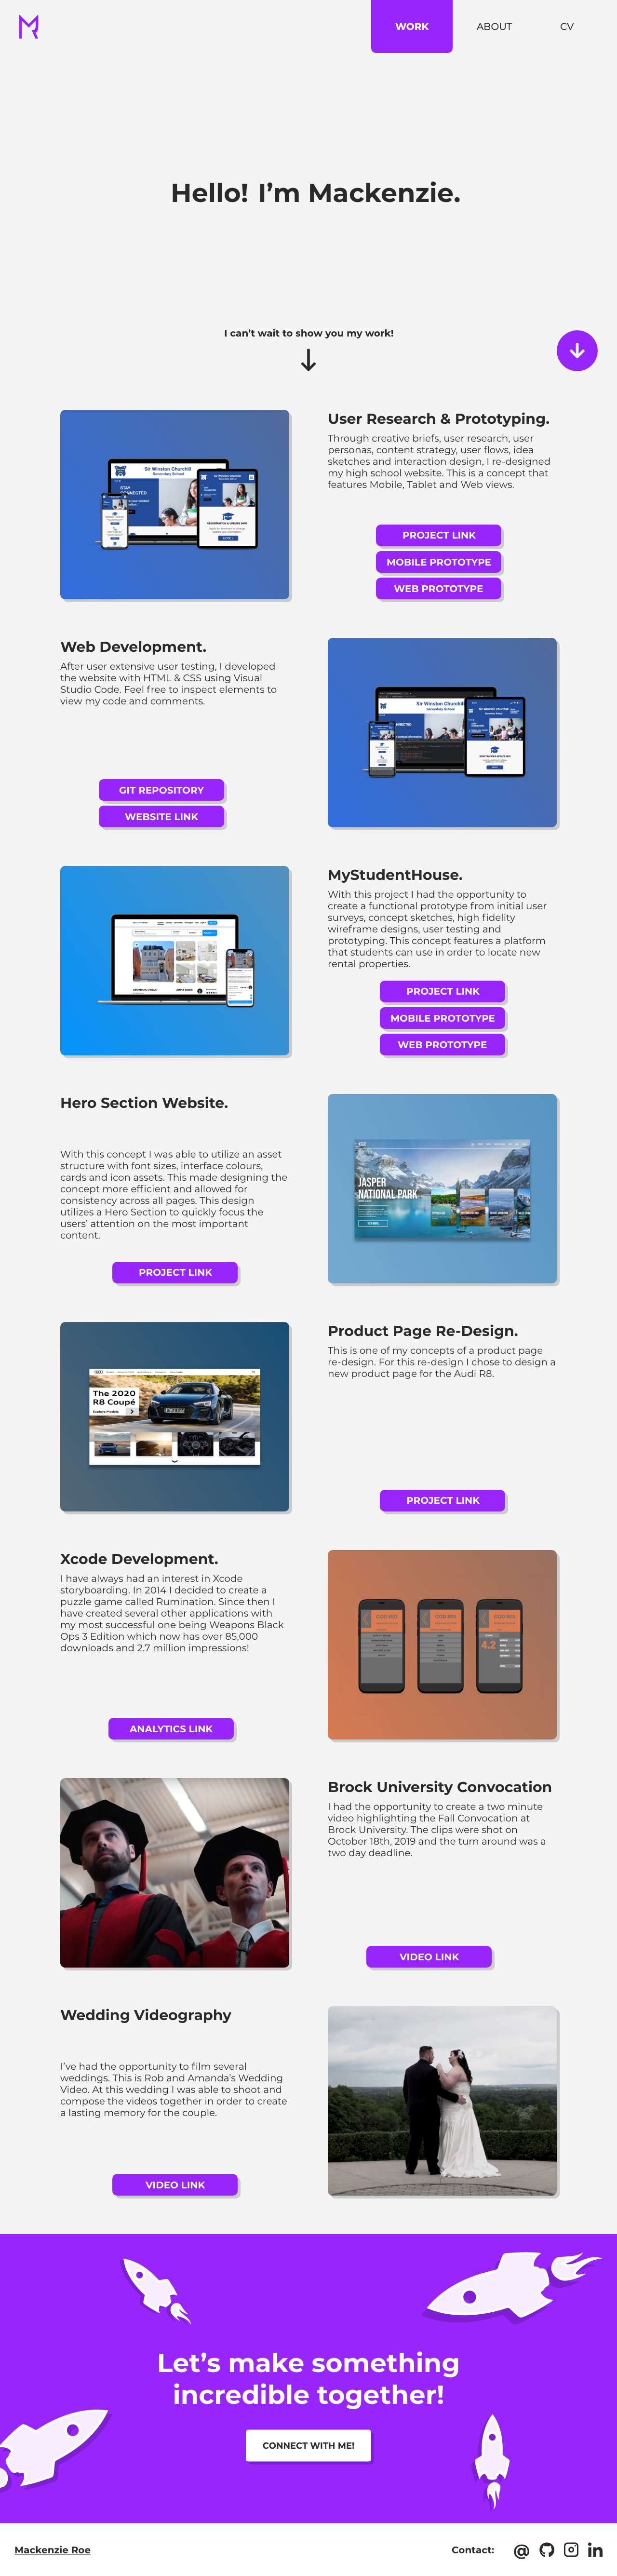 WORK
ABOUT
CV
Hello! I’m Mackenzie.
I can’t wait to show you my work!
Sir Winston Churchill
Secondary School
User Research & Prototyping.
Through creative briefs, user research, user
personas, content strategy, user flows, idea
sketches and interaction design, I re-designed
my high school website. This is a concept that
features Mobile, Tablet and Web views.
PROJECT LINK
MOBILE PROTOTYPE
WEB PROTOTYPE
Web Development.
After user extensive user testing, I developed
the website with HTML & CSS using Visual
Studio Code. Feel free to inspect elements to
view my code and comments.
GIT REPOSITORY
WEBSITE LINK
Sir Winston Churchill
Secondary School
MyStudentHouse.
With this project I had the opportunity to
create a functional prototype from initial user
surveys, concept sketches, high fidelity
wireframe designs, user testing and
prototyping. This concept features a platform
that students can use in order to locate new
rental properties.
PROJECT LINK
MOBILE PROTOTYPE
WEB PROTOTYPE
Hero Section Website.
With this concept I was able to utilize an asset
structure with font sizes, interface colours,
cards and icon assets. This made designing the
concept more efficient and allowed for
consistency across all pages. This design
utilizes a Hero Section to quickly focus the
users’ attention on the most important
content.
PROJECT LINK
JASPER
NATIONAL PARK
The 2020
R8 Coupé
Explore Models
Product Page Re-Design.
This is one of my concepts of a product page
re-design. For this re-design I chose to design a
new product page for the Audi R8.
PROJECT LINK
Xcode Development.
I have always had an interest in Xcode
storyboarding. In 2014 I decided to create a
puzzle game called Rumination. Since then I
have created several other applications with
my most successful one being Weapons Black
Ops 3 Edition which now has over 85,000
downloads and 2.7 million impressions!
ANALYTICS LINK
4.2
Brock University Convocation
I had the opportunity to create a two minute
video highlighting the Fall Convocation at
Brock University. The clips were shot on
October 18th, 2019 and the turn around was a
two day deadline.
VIDEO LINK
Wedding Videography
I’ve had the opportunity to film several
weddings. This is Rob and Amanda’s Wedding
Video. At this wedding I was able to shoot and
compose the videos together in order to create
a lasting memory for the couple.
VIDEO LINK
Let’s make something
incredible together!
CONNECT WITH ME!
Mackenzie Roe
Contact: